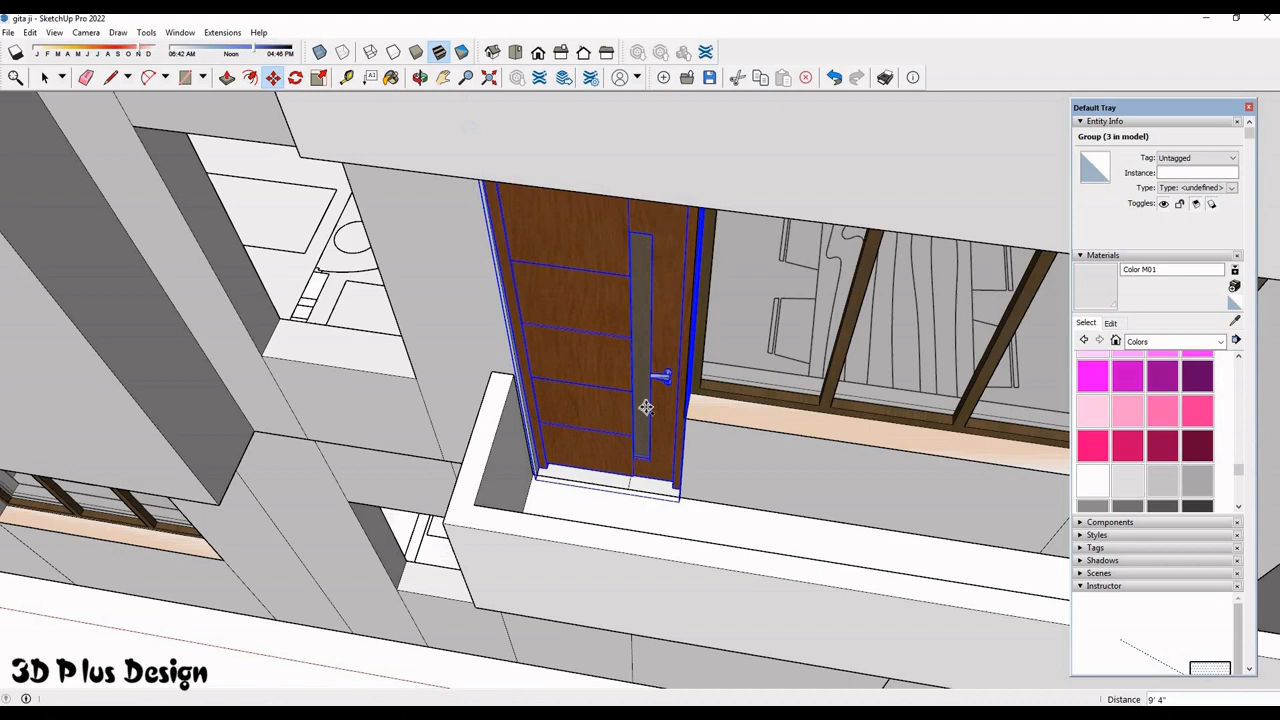 gita ji - SketchUp Pro 2022
File Edit View Camera Draw Tools Window Extensions Help
J F M A M J J A S O N D
06:42 AM Noon 04:46 PM
Default Tray
Entity Info
Group (3 in model)
Tag: Untagged
Instance:
Type: Type: <undefined>
Toggles:
Materials
Color M01
Select Edit
Colors
Components
Styles
Tags
Shadows
Scenes
Instructor
3D Plus Design
Distance 9' 4"